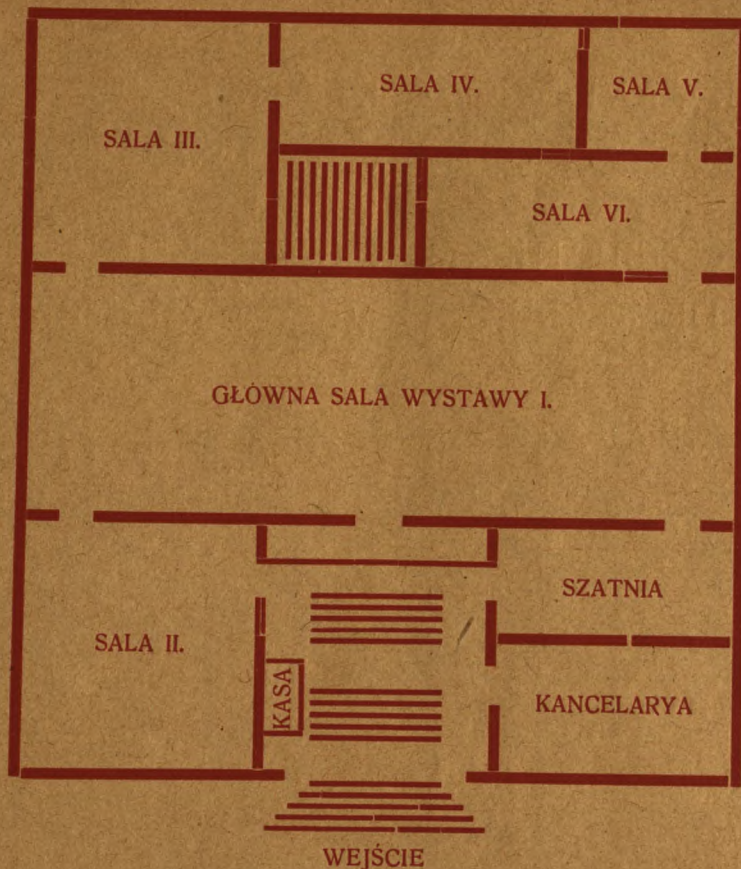 SALA IV.
SALA V.
SALA III.
SALA VI.
GŁÓWNA SALA WYSTAWY I.
SZATNIA
SALA II.
KASA
KANCELARYA
WEJŚCIE